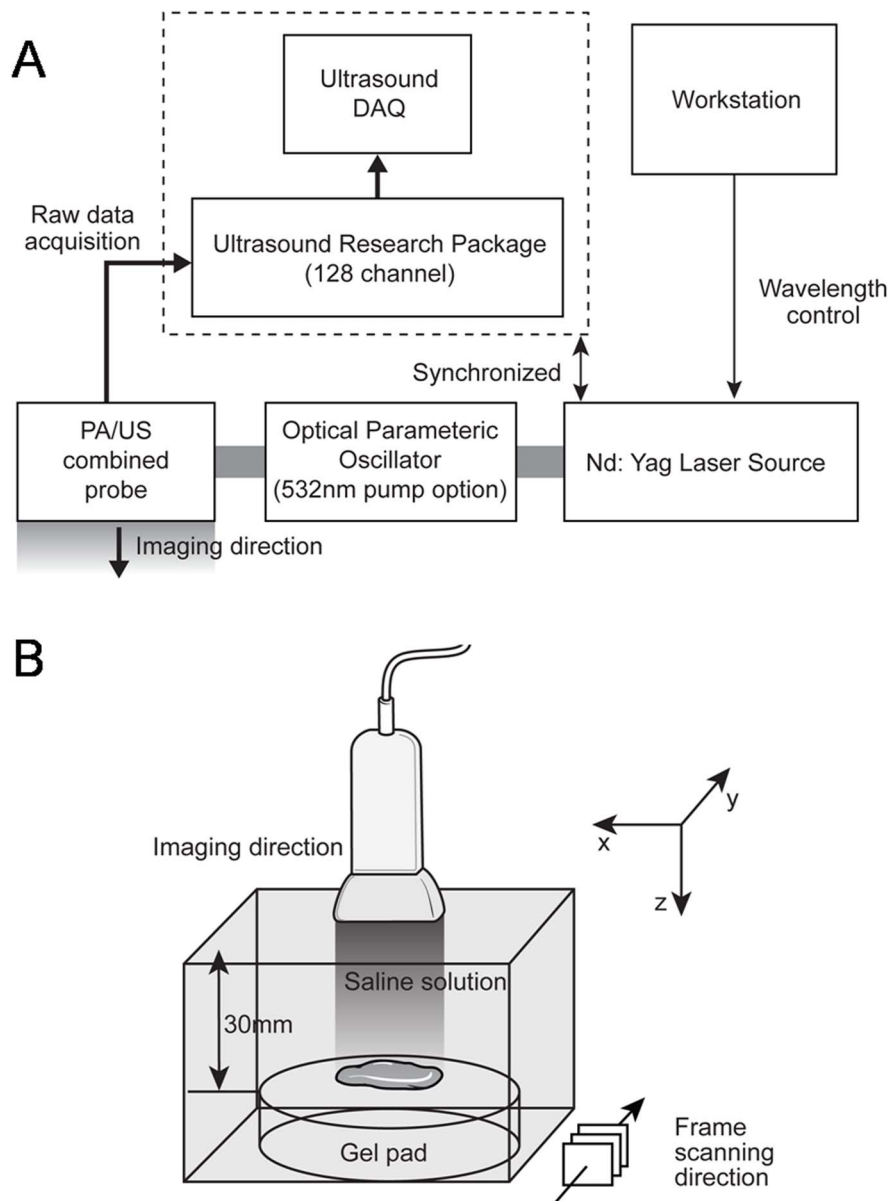 A
Ultrasound
DAQ
Workstation
Raw data
acquisition
Ultrasound Research Package
(128 channel)
Wavelength
control
Synchronized
PA/US
combined
probe
Optical Parameteric
Oscillator
(532nm pump option)
Nd: Yag Laser Source
Imaging direction
B
Imaging direction
y
x
z
Saline solution
30mm
Gel pad
Frame
scanning
direction